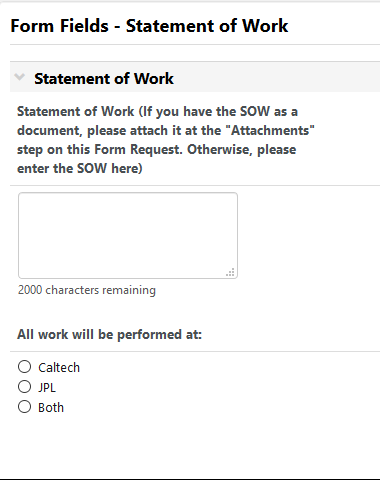 Form Fields - Statement of Work
Statement of Work
Statement of Work (If you have the SOW as a
document, please attach it at the "Attachments"
step on this Form Request. Otherwise, please
enter the SOW here)
2000 characters remaining
All work will be performed at:
Caltech
JPL
Both